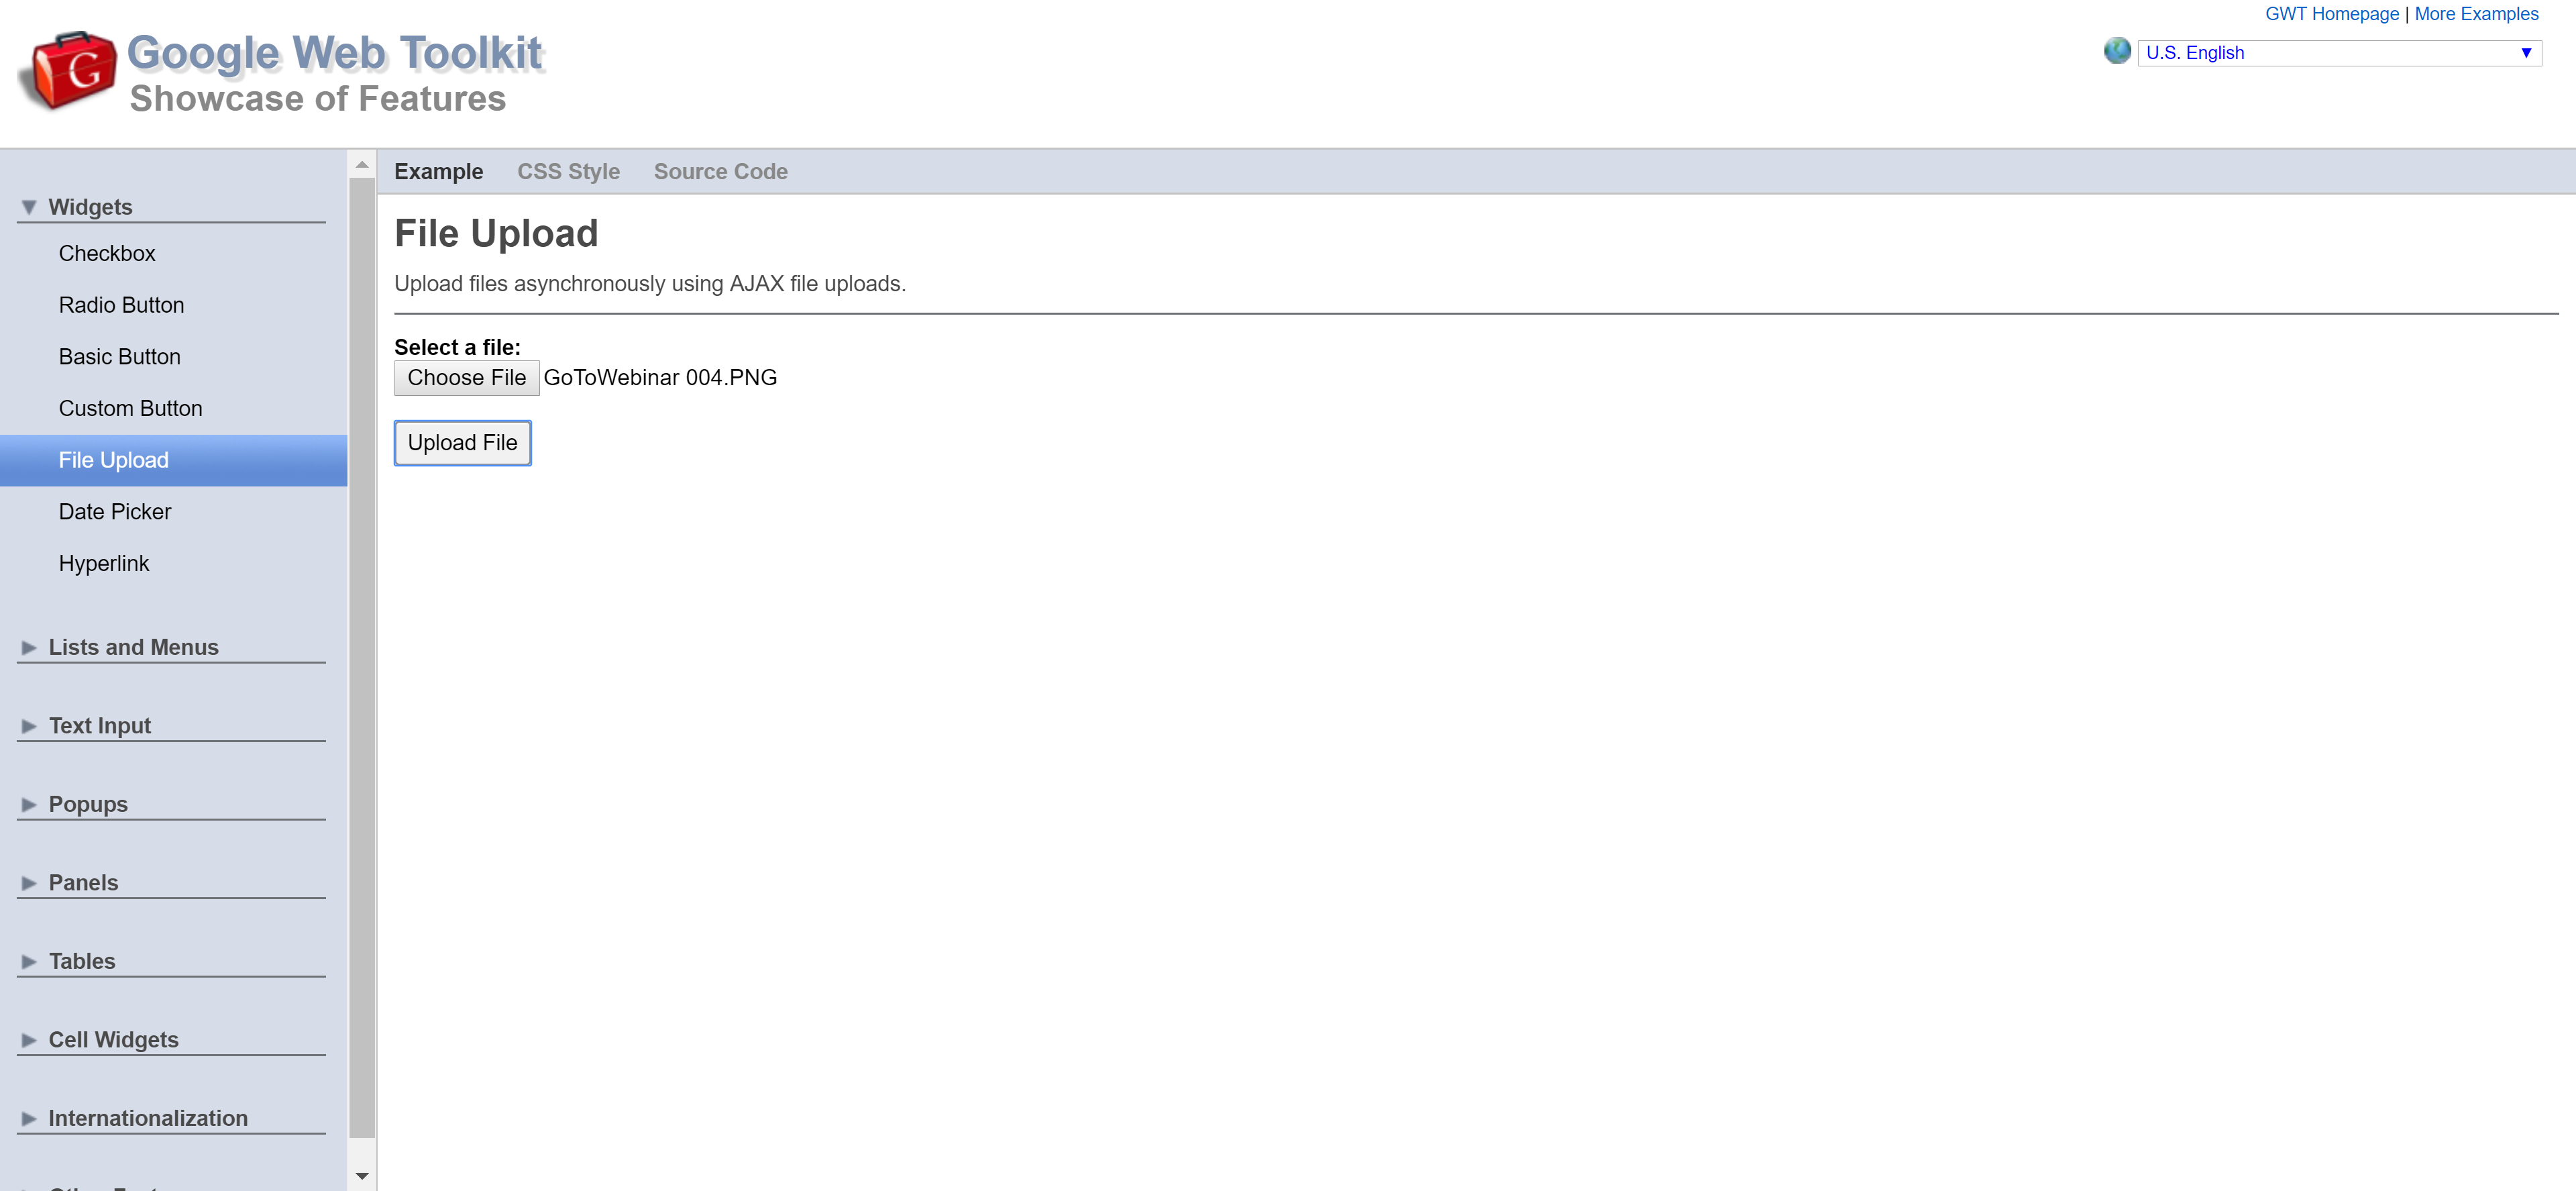 GWT Homepage | More Examples
G
Google Web Toolkit
Showcase of Features
U.S. English
Widgets
Checkbox
Radio Button
Basic Button
Custom Button
File Upload
Date Picker
Hyperlink
Lists and Menus
Text Input
Popups
Panels
Tables
Cell Widgets
Internationalization
Example CSS Style Source Code
File Upload
Upload files asynchronously using AJAX file uploads.
Select a file:
Choose File GoToWebinar 004.PNG
Upload File